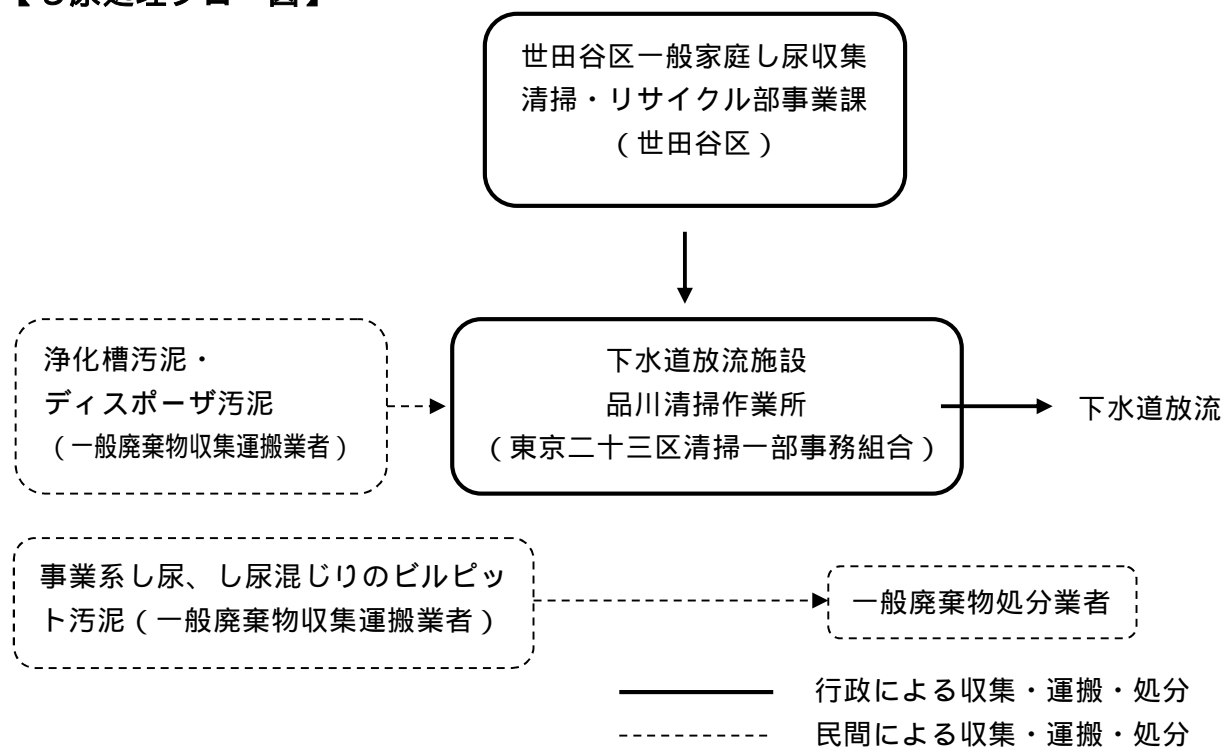 世田谷区一般家庭し尿収集
清掃・リサイクル部事業課
（世田谷区）
浄化槽汚泥・
ディスポーザ汚泥
（一般廃棄物収集運搬業者）
下水道放流施設
品川清掃作業所
（東京二十三区清掃一部事務組合）
下水道放流
事業系し尿、し尿混じりのビルピッ
ト汚泥（一般廃棄物収集運搬業者）
一般廃棄物処分業者
行政による収集・運搬・処分
民間による収集・運搬・処分